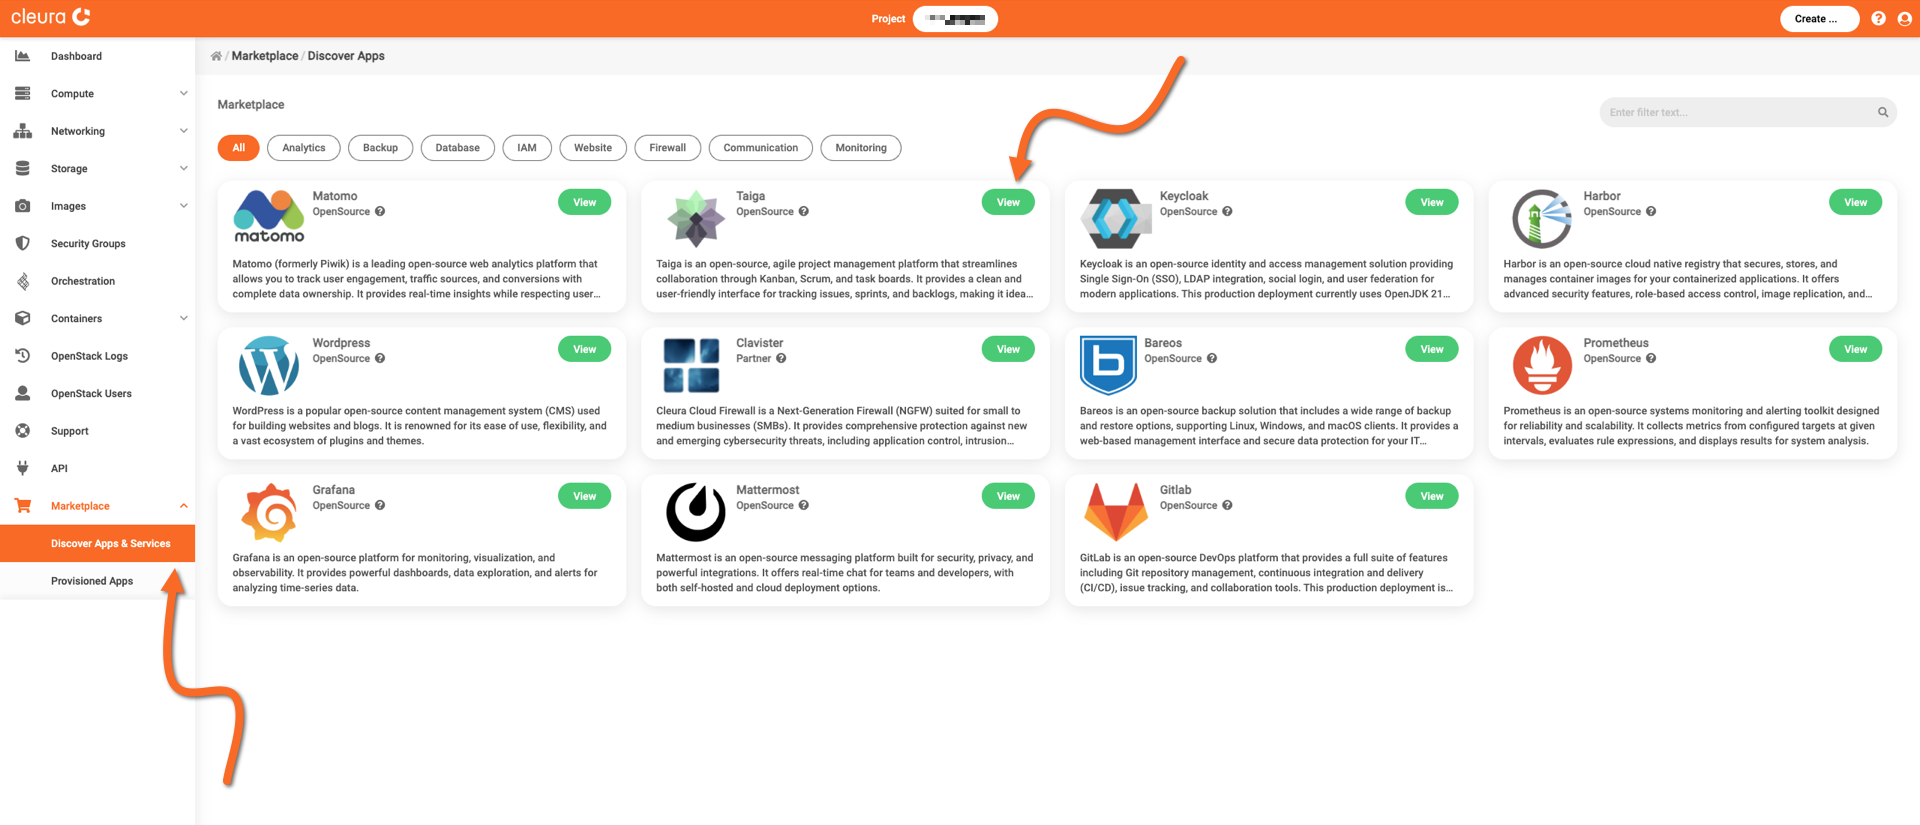 cleura
Project
Create ...
Dashboard
Compute
Networking
Storage
Images
Security Groups
Orchestration
Containers
OpenStack Logs
OpenStack Users
Support
API
Marketplace
Discover Apps & Services
Provisioned Apps
/ Marketplace / Discover Apps
Marketplace
Enter filter text...
All
Analytics
Backup
Database
IAM
Website
Firewall
Communication
Monitoring
matomo
Matomo
OpenSource
View
Matomo (formerly Piwik) is a leading open-source web analytics platform that
allows you to track user engagement, traffic sources, and conversions with
complete data ownership. It provides real-time insights while respecting user...
Taiga
OpenSource
View
Taiga is an open-source, agile project management platform that streamlines
collaboration through Kanban, Scrum, and task boards. It provides a clean and
user-friendly interface for tracking issues, sprints, and backlogs, making it idea...
Keycloak
OpenSource
View
Keycloak is an open-source identity and access management solution providing
Single Sign-On (SSO), LDAP integration, social login, and user federation for
modern applications. This production deployment currently uses OpenJDK 21...
Harbor
OpenSource
View
Harbor is an open-source cloud native registry that secures, stores, and
manages container images for your containerized applications. It offers
advanced security features, role-based access control, image replication, and...
Wordpress
OpenSource
View
WordPress is a popular open-source content management system (CMS) used
for building websites and blogs. It is renowned for its ease of use, flexibility, and
a vast ecosystem of plugins and themes.
Clavister
Partner
View
Cleura Cloud Firewall is a Next-Generation Firewall (NGFW) suited for small to
medium businesses (SMBs). It provides comprehensive protection against new
and emerging cybersecurity threats, including application control, intrusion...
Bareos
OpenSource
View
Bareos is an open-source backup solution that includes a wide range of backup
and restore options, supporting Linux, Windows, and macOS clients. It provides a
web-based management interface and secure data protection for your IT...
Prometheus
OpenSource
View
Prometheus is an open-source systems monitoring and alerting toolkit designed
for reliability and scalability. It collects metrics from configured targets at given
intervals, evaluates rule expressions, and displays results for system analysis.
Grafana
OpenSource
View
Grafana is an open-source platform for monitoring, visualization, and
observability. It provides powerful dashboards, data exploration, and alerts for
analyzing time-series data.
Mattermost
OpenSource
View
Mattermost is an open-source messaging platform built for security, privacy, and
powerful integrations. It offers real-time chat for teams and developers, with
both self-hosted and cloud deployment options.
Gitlab
OpenSource
View
GitLab is an open-source DevOps platform that provides a full suite of features
including Git repository management, continuous integration and delivery
(CI/CD), issue tracking, and collaboration tools. This production deployment is...